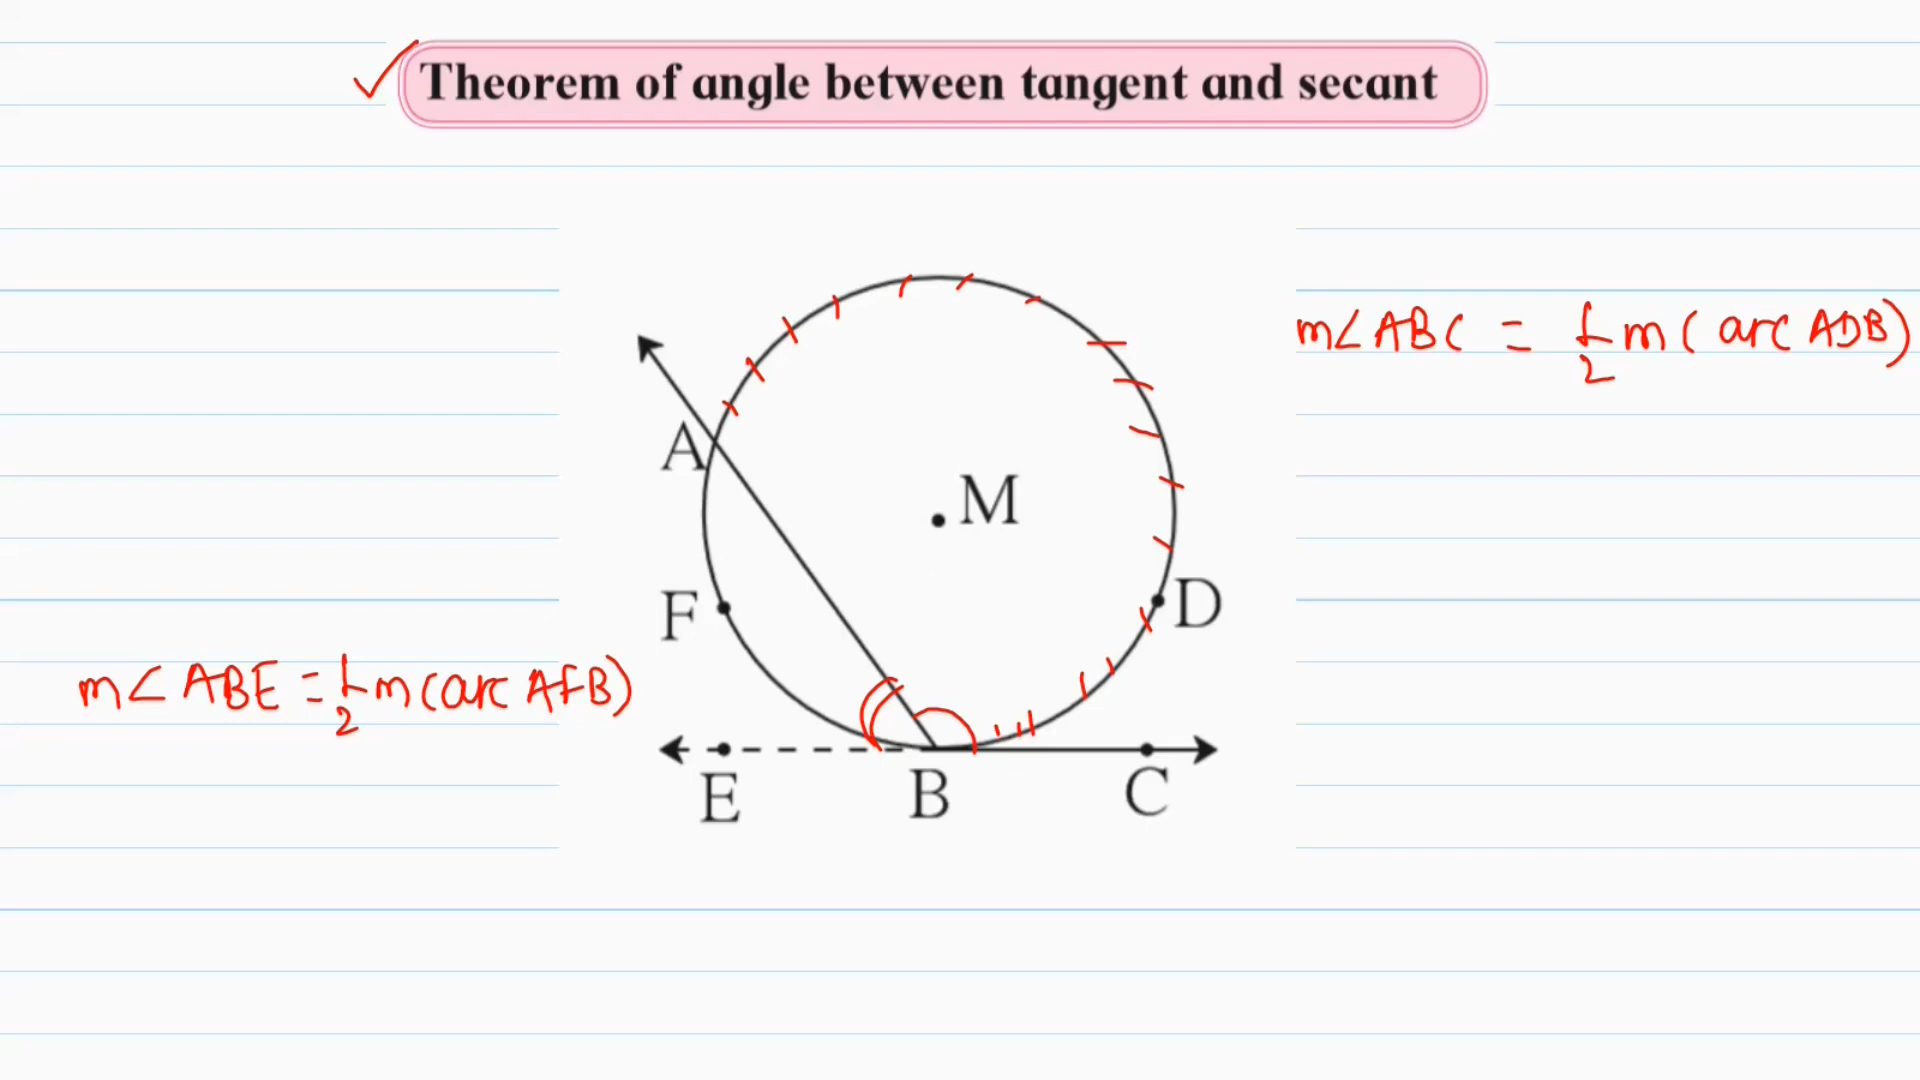 Theorem of angle between tangent and secant
m∠ABC = 1/2 m(arc ADB)
A
M
F
D
m∠ABE = 1/2 m(arc AFB)
E
B
C